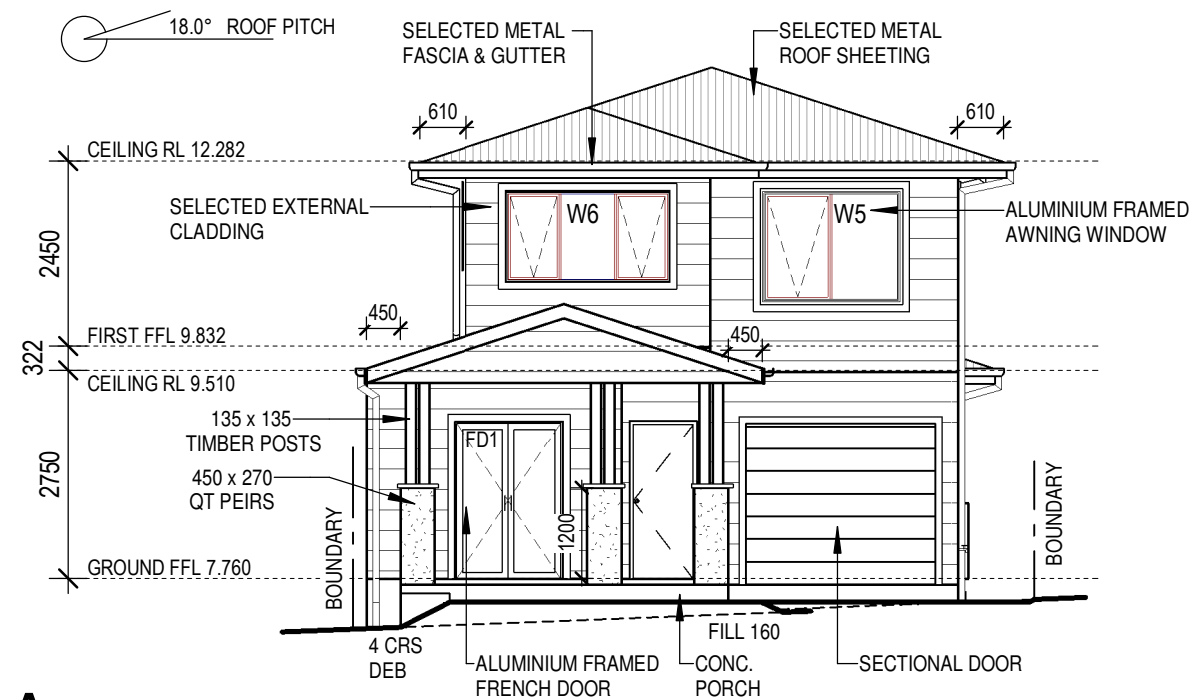 18.0° ROOF PITCH
SELECTED METAL
FASCIA & GUTTER
SELECTED METAL
ROOF SHEETING
610
610
CEILING RL 12.282
SELECTED EXTERNAL
CLADDING
W6
W5
ALUMINIUM FRAMED
AWNING WINDOW
2450
450
450
FIRST FFL 9.832
322
CEILING RL 9.510
135 x 135
TIMBER POSTS
FD1
2750
450 x 270
QT PEIRS
1200
BOUNDARY
BOUNDARY
GROUND FFL 7.760
4 CRS
DEB
FILL 160
ALUMINIUM FRAMED
FRENCH DOOR
CONC.
PORCH
SECTIONAL DOOR